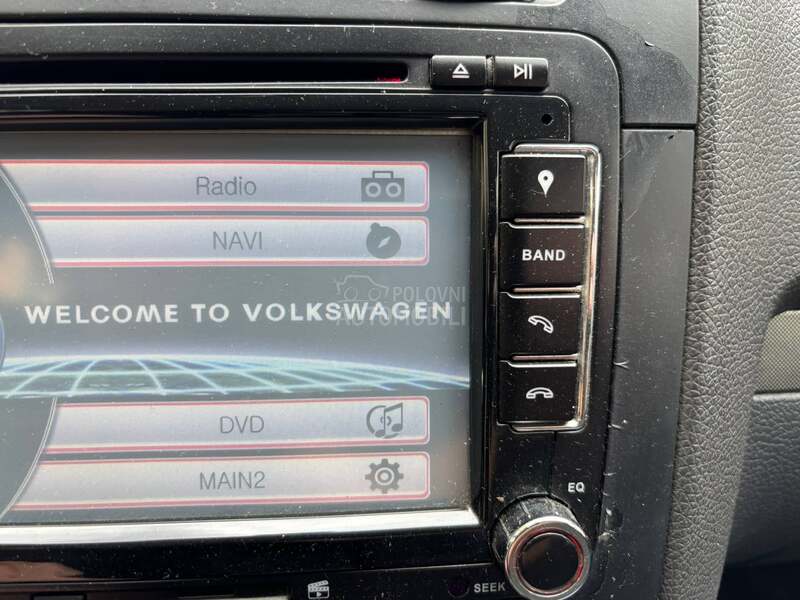 Radio
NAVI
BAND
WELCOME TO VOLKSWAGEN
POLOVNI
AUTOMOBILI
DVD
MAIN2
EQ
SEEK